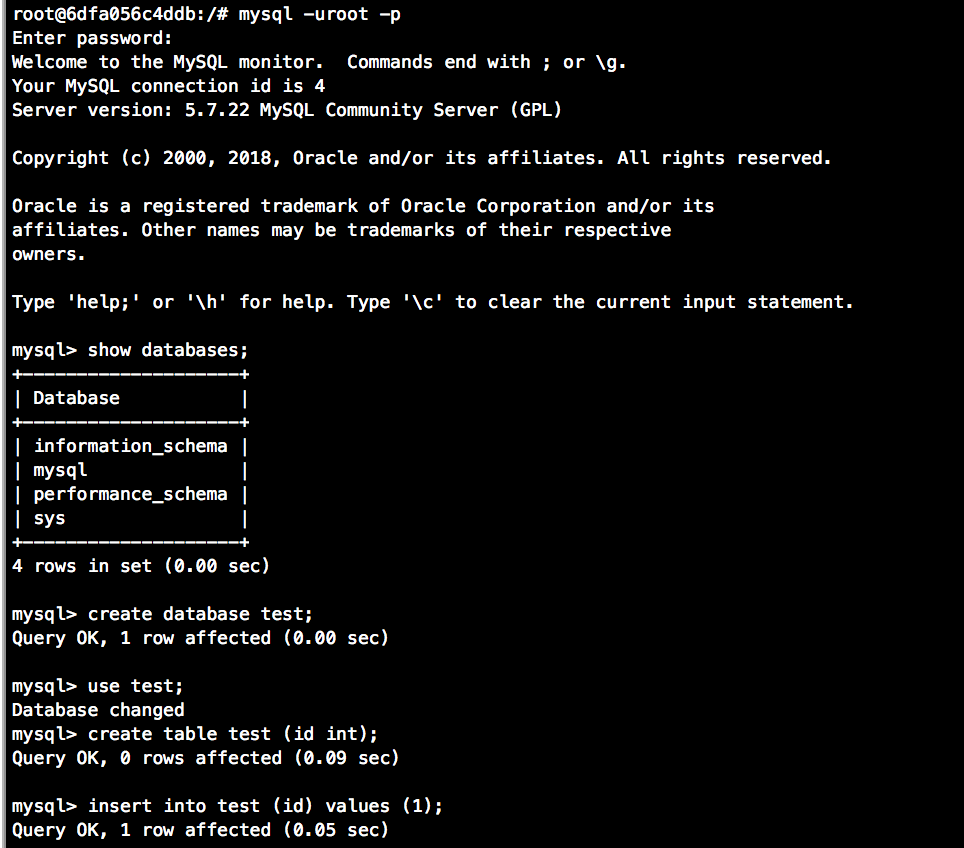 root@6dfa056c4ddb:/# mysql -uroot -p
Enter password:
Welcome to the MySQL monitor.  Commands end with ; or \g.
Your MySQL connection id is 4
Server version: 5.7.22 MySQL Community Server (GPL)

Copyright (c) 2000, 2018, Oracle and/or its affiliates. All rights reserved.

Oracle is a registered trademark of Oracle Corporation and/or its
affiliates. Other names may be trademarks of their respective
owners.

Type 'help;' or '\h' for help. Type '\c' to clear the current input statement.

mysql> show databases;
+--------------------+
| Database           |
+--------------------+
| information_schema |
| mysql              |
| performance_schema |
| sys                |
+--------------------+
4 rows in set (0.00 sec)

mysql> create database test;
Query OK, 1 row affected (0.00 sec)

mysql> use test;
Database changed
mysql> create table test (id int);
Query OK, 0 rows affected (0.09 sec)

mysql> insert into test (id) values (1);
Query OK, 1 row affected (0.05 sec)